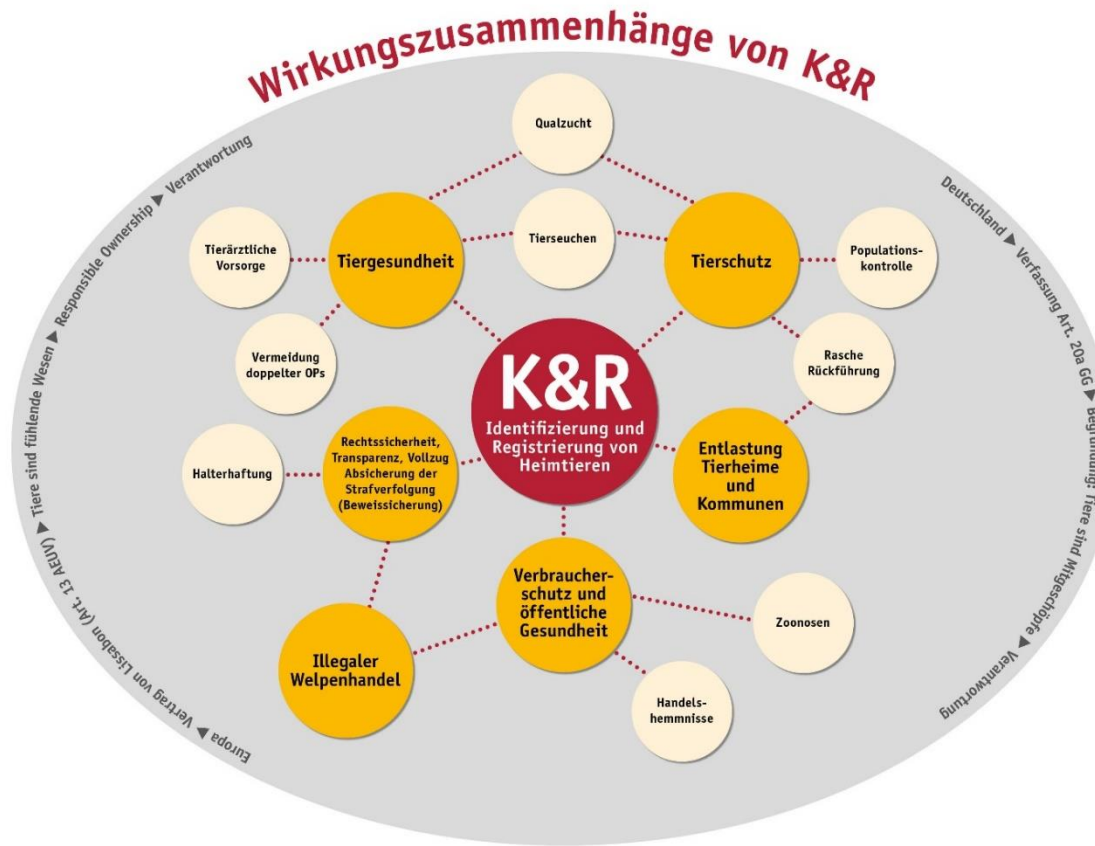 Wirkungszusammenhänge von K&R
Europa ▶ Vertrag von Lissabon (Art. 13 AEUV) ▶ Tiere sind fühlende Wesen ▶ Responsible Ownership ▶ Verantwortung
Deutschland ▶ Verfassung Art. 20a GG ▶ Begründung: Tiere sind Mitgeschöpfe ▶ Verantwortung
Qualzucht
Tiergesundheit
Tierseuchen
Tierschutz
Tierärztliche
Vorsorge
Populations-
kontrolle
Vermeidung
doppelter OPs
Rasche
Rückführung
K&R
Identifizierung und
Registrierung von
Heimtieren
Halterhaftung
Rechtssicherheit,
Transparenz, Vollzug
Absicherung der
Strafverfolgung
(Beweissicherung)
Entlastung
Tierheime
und
Kommunen
Verbraucher-
schutz und
öffentliche
Gesundheit
Zoonosen
Illegaler
Welpenhandel
Handels-
hemmnisse